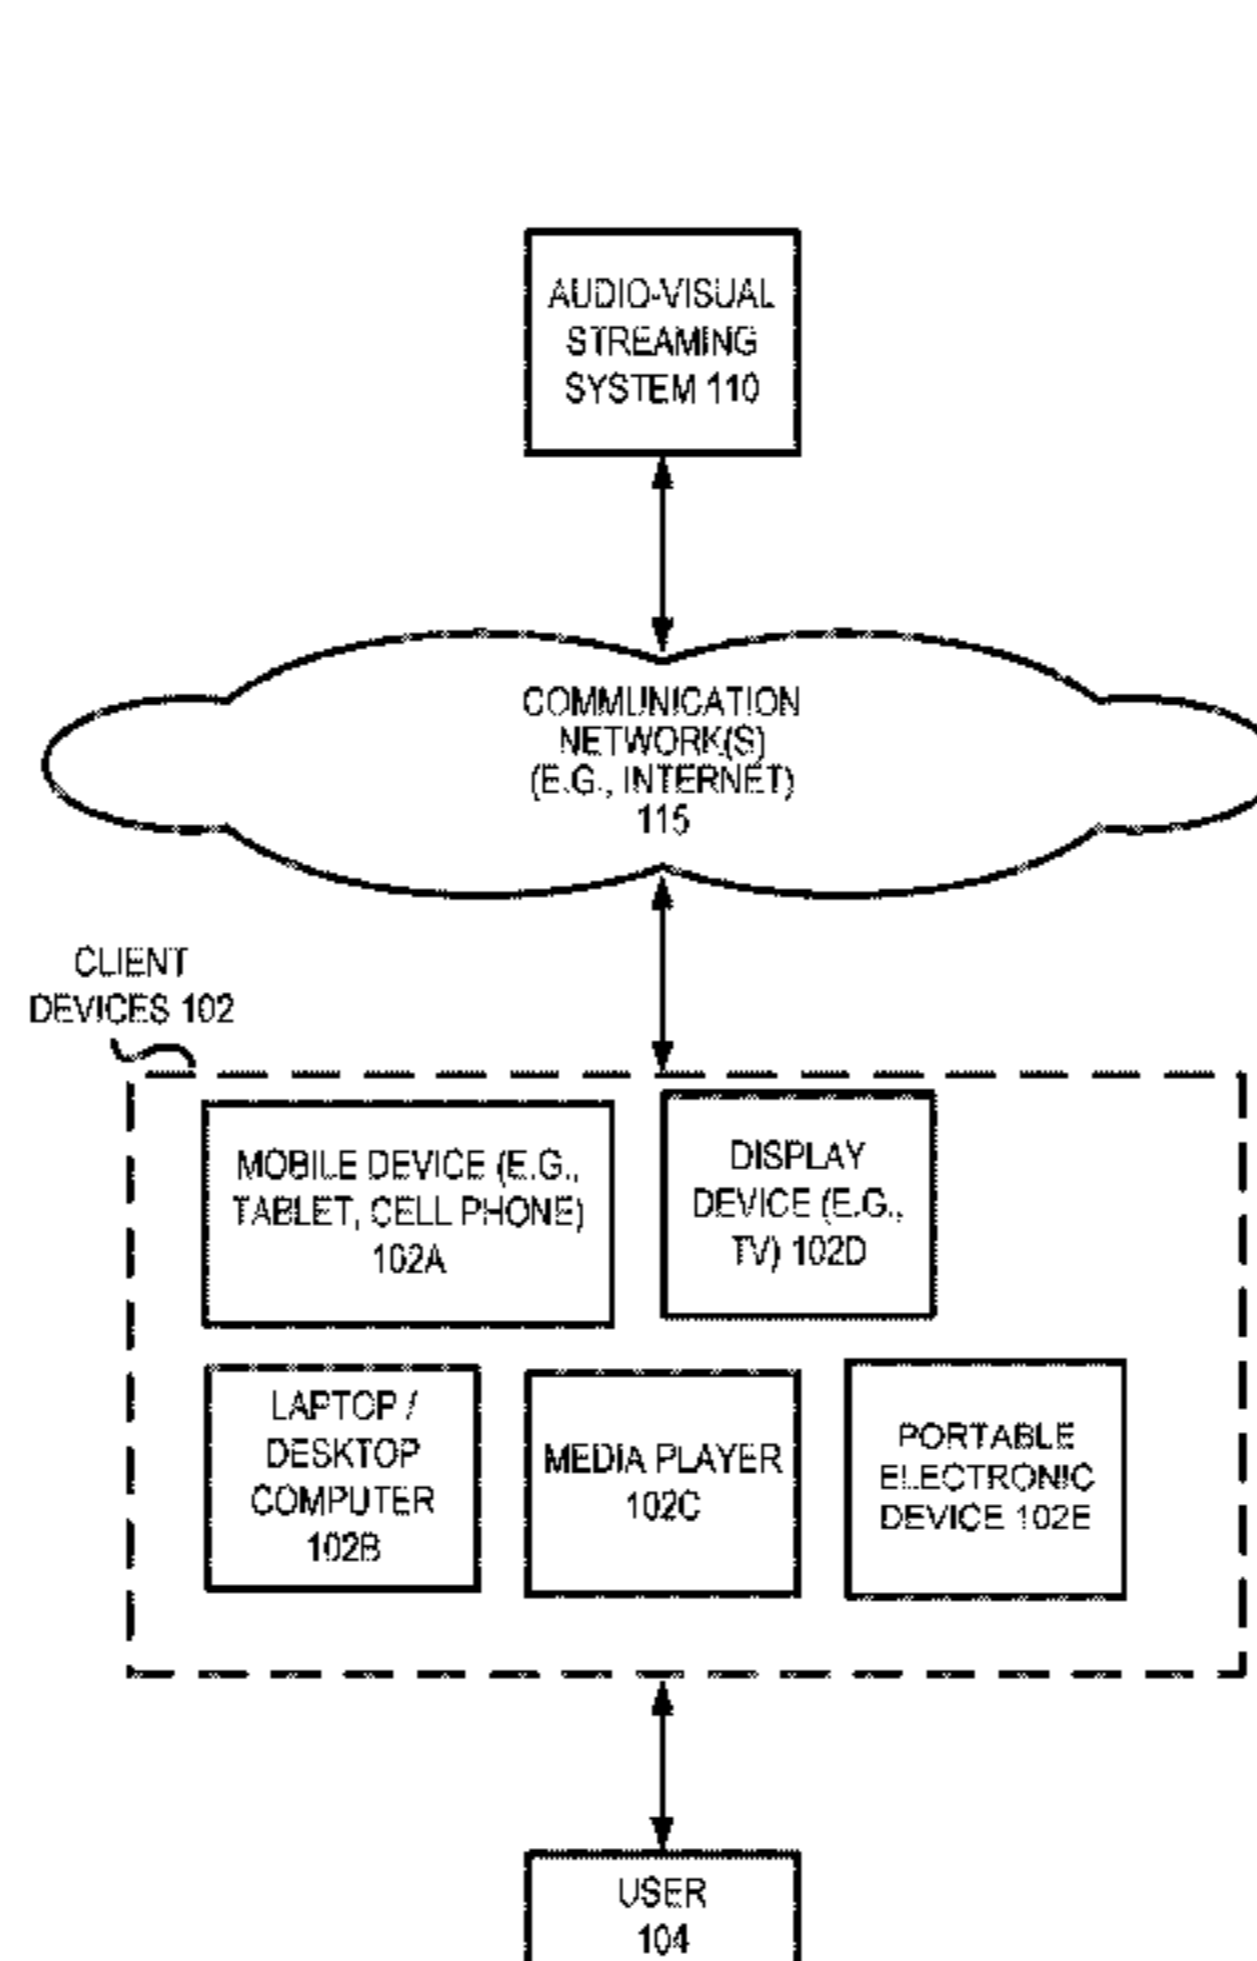 AUDIO-VISUAL
STREAMING
SYSTEM 110
COMMUNICATION
NETWORK(S)
(E.G., INTERNET)
115
CLIENT
DEVICES 102
MOBILE DEVICE (E.G.,
TABLET, CELL PHONE)
102A
DISPLAY
DEVICE (E.G.,
TV) 102D
LAPTOP /
DESKTOP
COMPUTER
102B
MEDIA PLAYER
102C
PORTABLE
ELECTRONIC
DEVICE 102E
USER
104